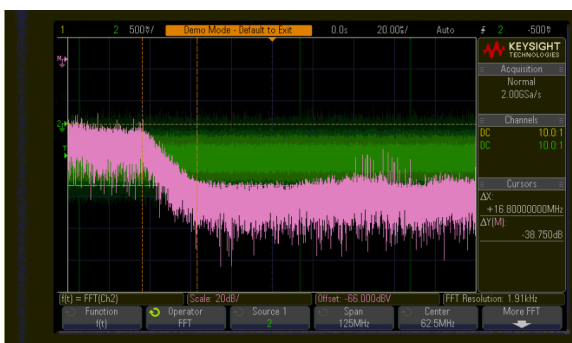 1 2 500♉/ Demo Mode - Default to Exit 0.0s 20.00%/ Auto 2 -500♉
KEYSIGHT
TECHNOLOGIES
Acquisition
Normal
2.00GSa/s
Channels
DC 10.0:1
DC 10.0:1
Cursors
ΔX:
+16.80000000MHz
ΔY(M):
-38.750dB
M
2
T
f(t) = FFT(Ch2) Scale: 20dB/ Offset: -66.000dBV FFT Resolution: 1.91kHz
Function Operator Source 1 Span Center More FFT
f(t) FFT 2 125MHz 62.5MHz